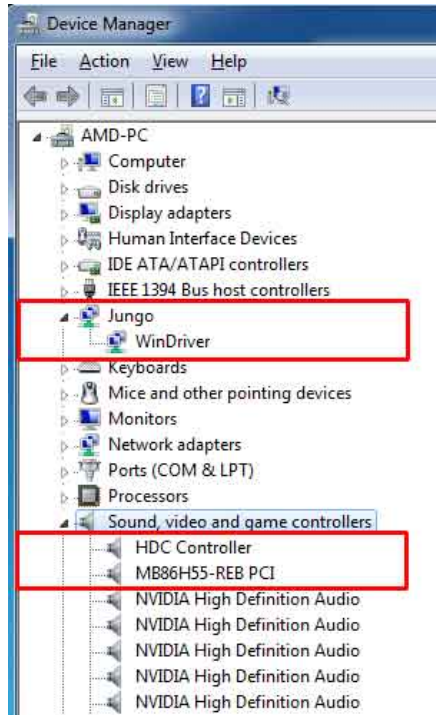 Device Manager
File Action View Help
AMD-PC
Computer
Disk drives
Display adapters
Human Interface Devices
IDE ATA/ATAPI controllers
IEEE 1394 Bus host controllers
Jungo
WinDriver
Keyboards
Mice and other pointing devices
Monitors
Network adapters
Ports (COM & LPT)
Processors
Sound, video and game controllers
HDC Controller
MB86H55-REB PCI
NVIDIA High Definition Audio
NVIDIA High Definition Audio
NVIDIA High Definition Audio
NVIDIA High Definition Audio
NVIDIA High Definition Audio